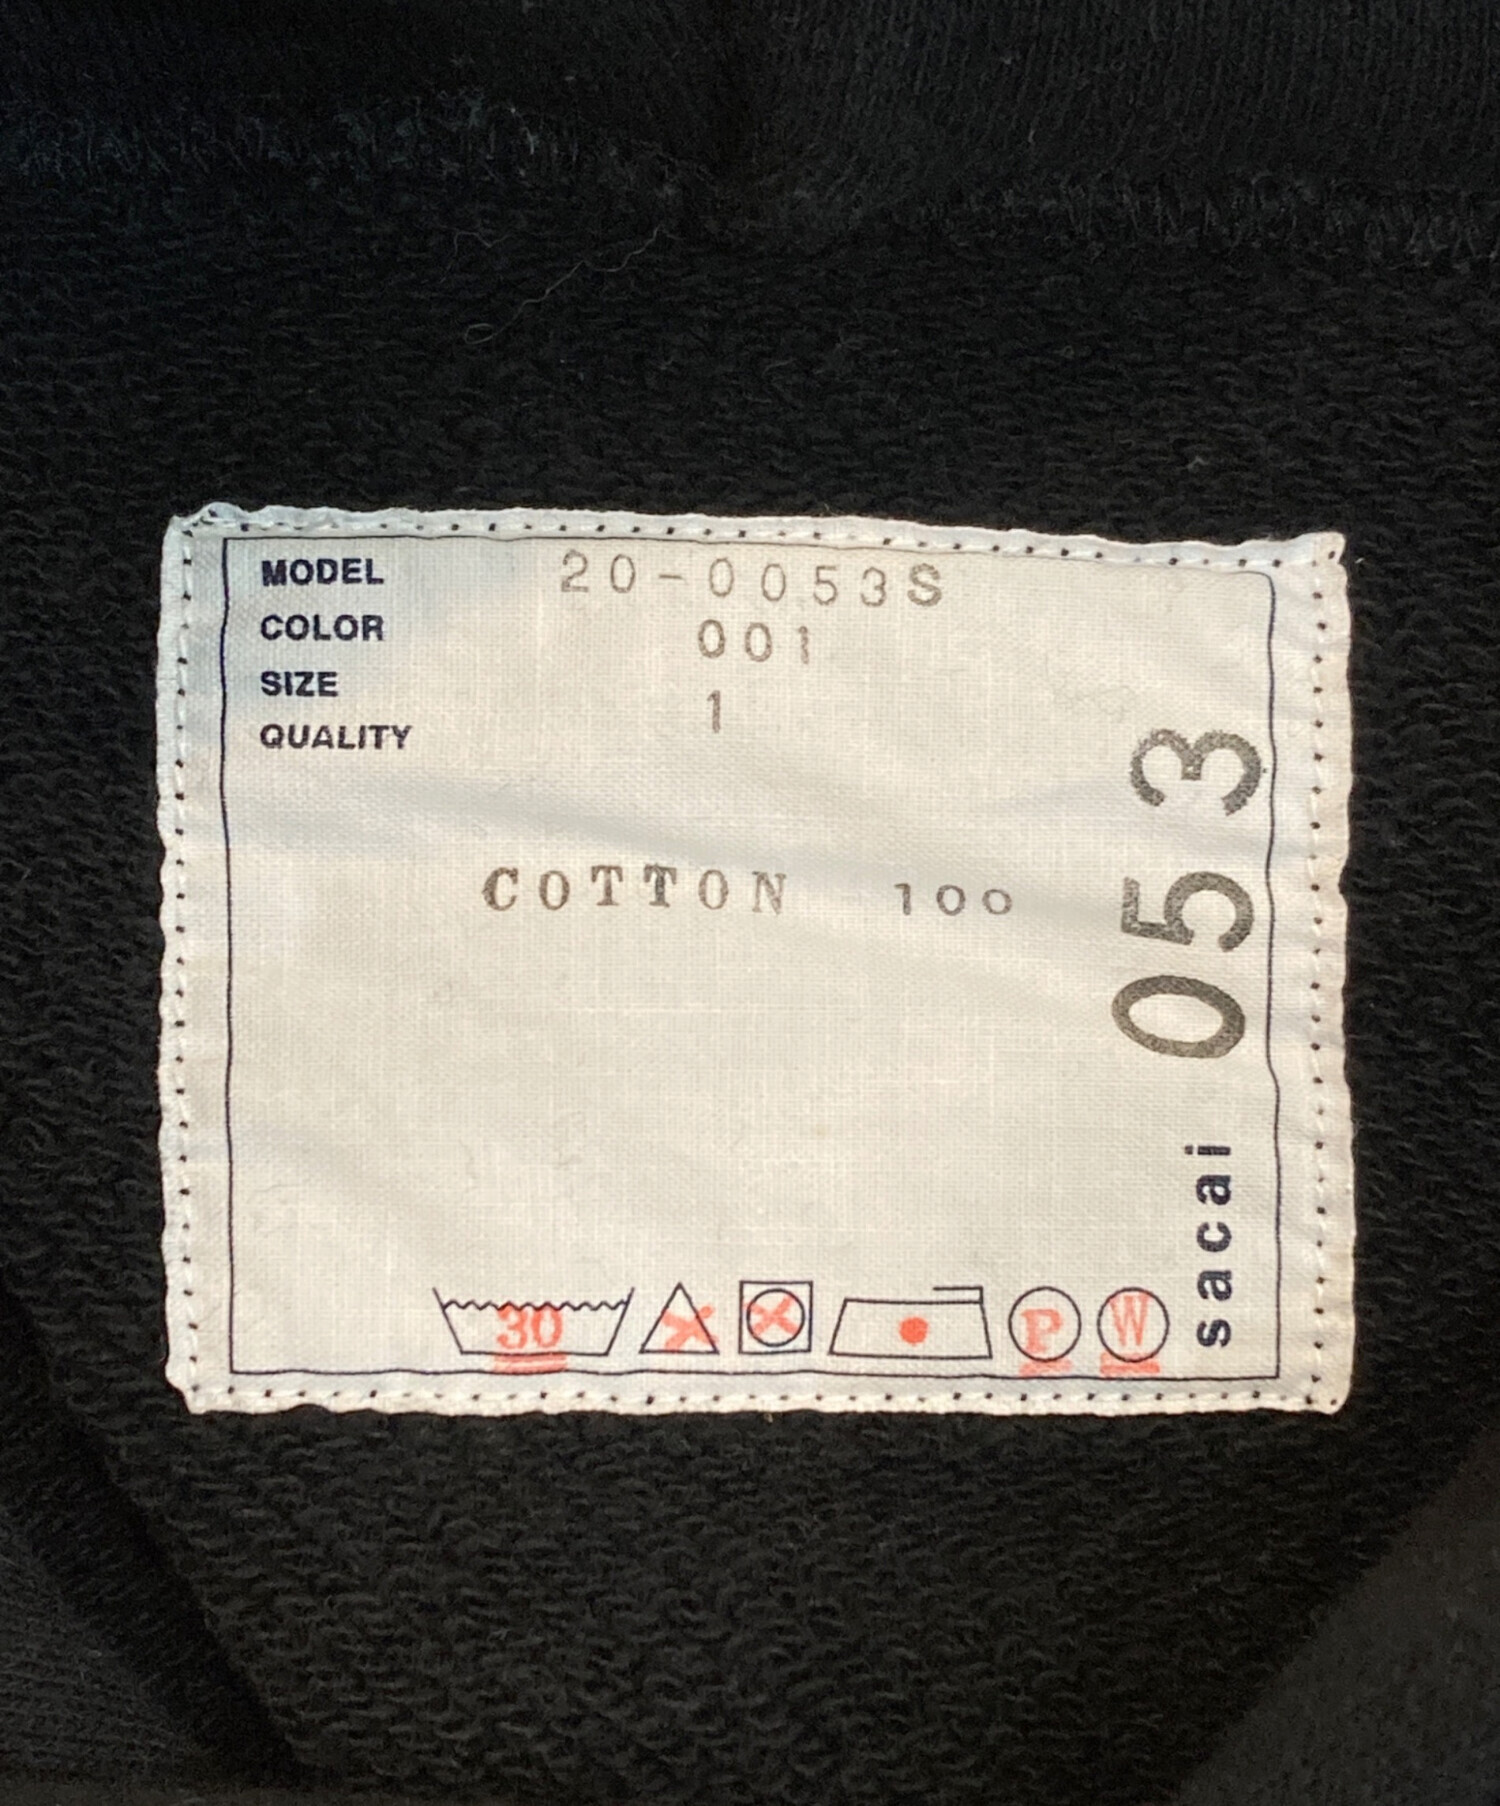 MODEL 20-0053S
COLOR 001
SIZE 1
QUALITY
COTTON 100
sacai 053
30
P
W